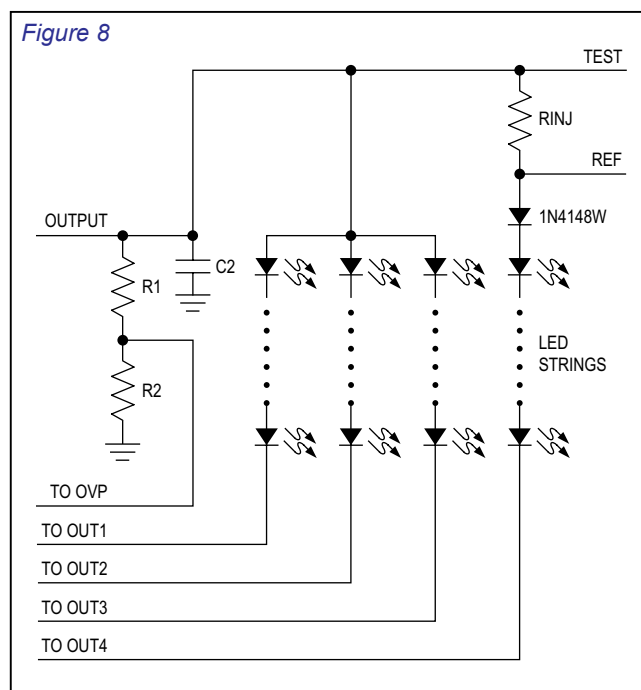 Figure 8
TEST
RINJ
REF
1N4148W
OUTPUT
C2
R1
R2
LED
STRINGS
TO OVP
TO OUT1
TO OUT2
TO OUT3
TO OUT4